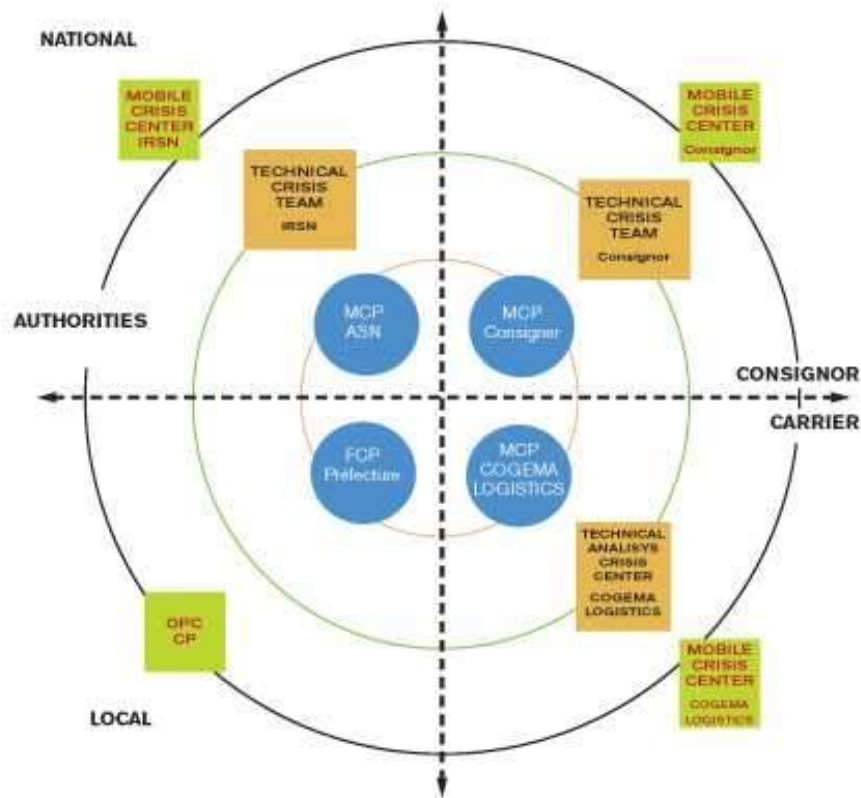 NATIONAL
MOBILE
CRISIS
CENTER
IRSN
MOBILE
CRISIS
CENTER
Consignor
TECHNICAL
CRISIS
TEAM
IRSN
TECHNICAL
CRISIS
TEAM
Consignor
MCP
ASN
MCP
Consigner
AUTHORITIES
CONSIGNOR
CARRIER
FCP
Préfecture
MCP
COGEMA
LOGISTICS
TECHNICAL
ANALISYS
CRISIS
CENTER
COGEMA
LOGISTICS
OPC
CP
MOBILE
CRISIS
CENTER
COGEMA
LOGISTICS
LOCAL